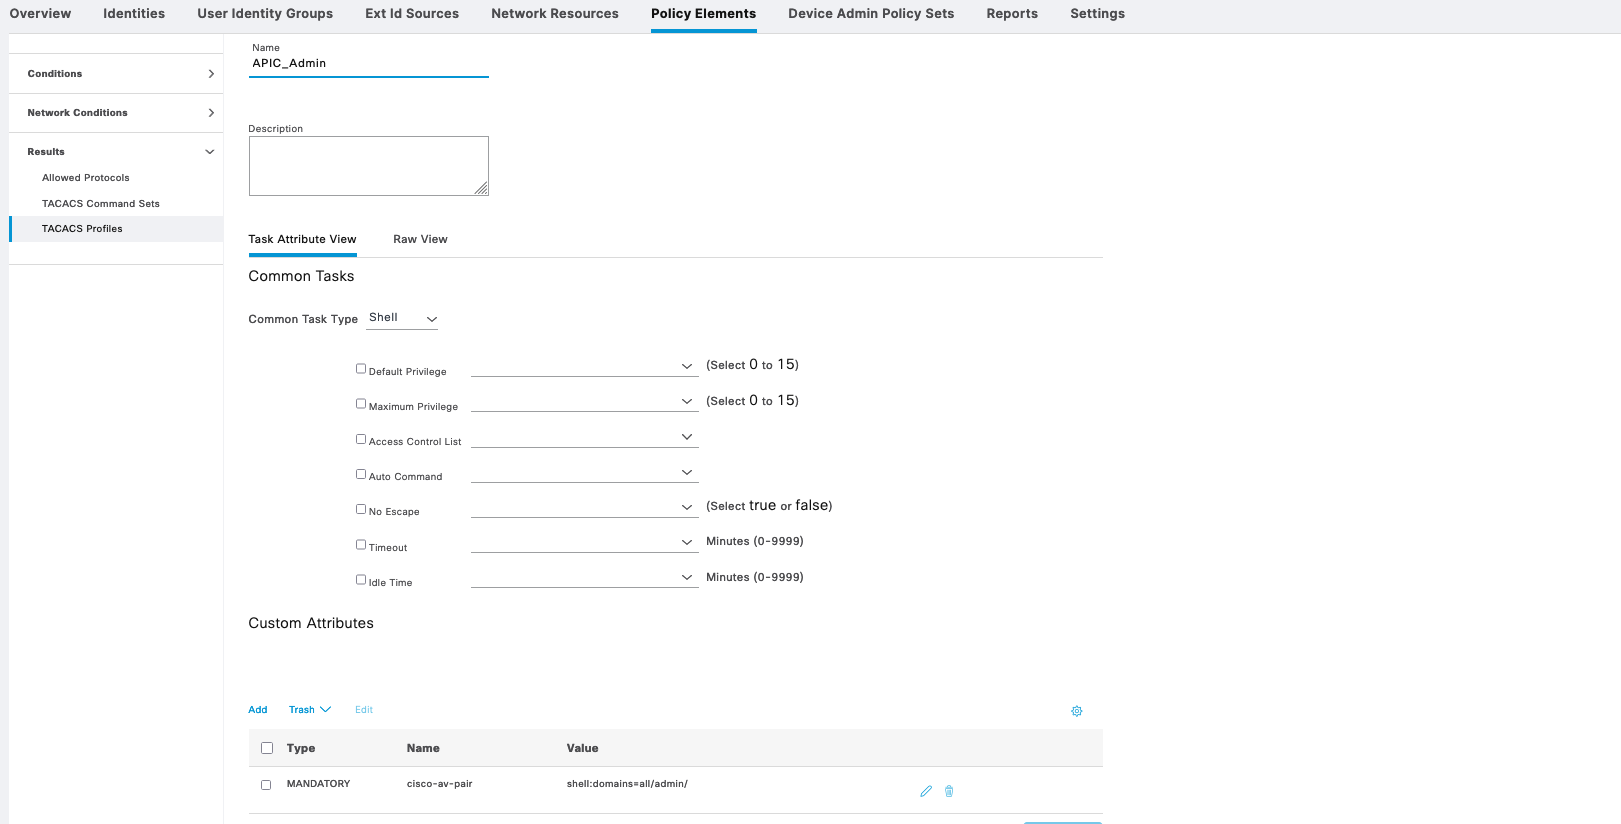 Overview Identities User Identity Groups Ext Id Sources Network Resources Policy Elements Device Admin Policy Sets Reports Settings
Conditions
Network Conditions
Results
Allowed Protocols
TACACS Command Sets
TACACS Profiles
Name
APIC_Admin
Description
Task Attribute View Raw View
Common Tasks
Common Task Type Shell
Default Privilege (Select 0 to 15)
Maximum Privilege (Select 0 to 15)
Access Control List
Auto Command
No Escape (Select true or false)
Timeout Minutes (0-9999)
Idle Time Minutes (0-9999)
Custom Attributes
Add Trash Edit
Type Name Value
MANDATORY cisco-av-pair shell:domains=all/admin/